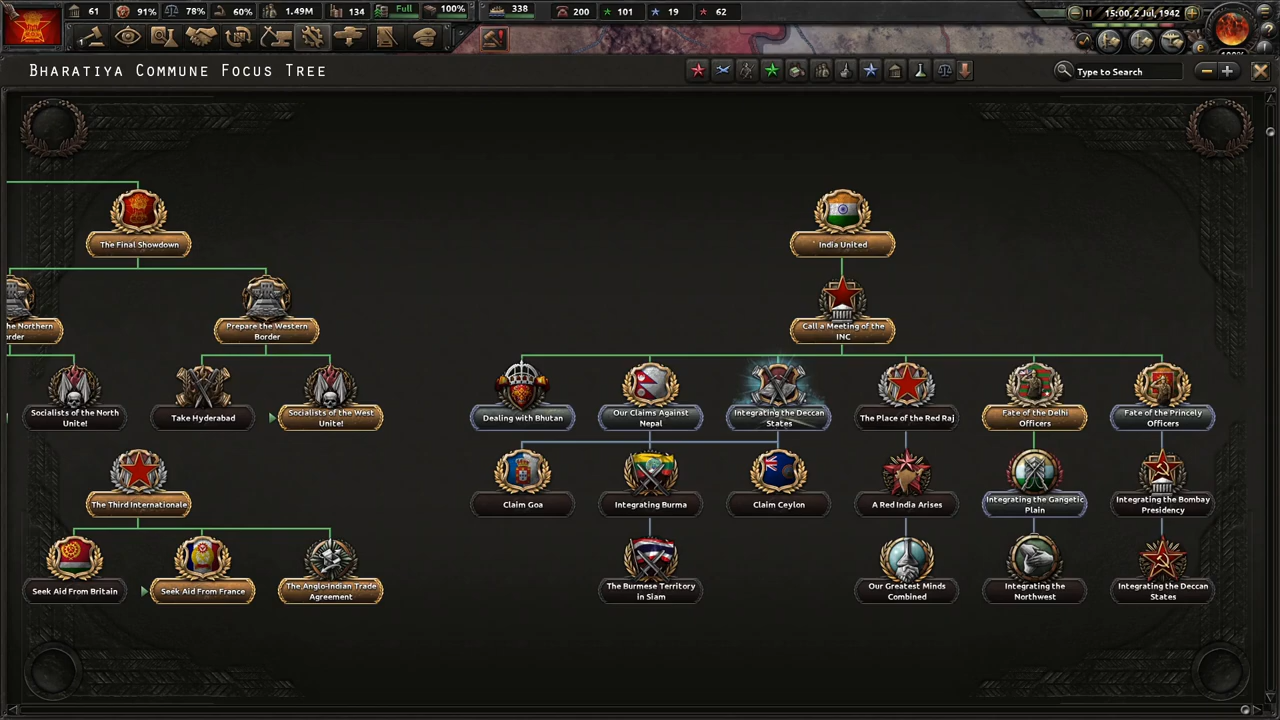 61 91% 78% 60% 1.49M 134 Full 100% 338 200 101 19 62 15:00, 2 Jul, 1942
100%
Bharatiya Commune Focus Tree
Type to Search
The Final Showdown
India United
he Northern
order
Prepare the Western
Border
Call a Meeting of the
INC
Socialists of the North
Unite!
Take Hyderabad
Socialists of the West
Unite!
Dealing with Bhutan
Our Claims Against
Nepal
Integrating the Deccan
States
The Place of the Red Raj
Fate of the Delhi
Officers
Fate of the Princely
Officers
The Third Internationale
Claim Goa
Integrating Burma
Claim Ceylon
A Red India Arises
Integrating the Gangetic
Plain
Integrating the Bombay
Presidency
Seek Aid From Britain
Seek Aid From France
The Anglo-Indian Trade
Agreement
The Burmese Territory
in Siam
Our Greatest Minds
Combined
Integrating the
Northwest
Integrating the Deccan
States